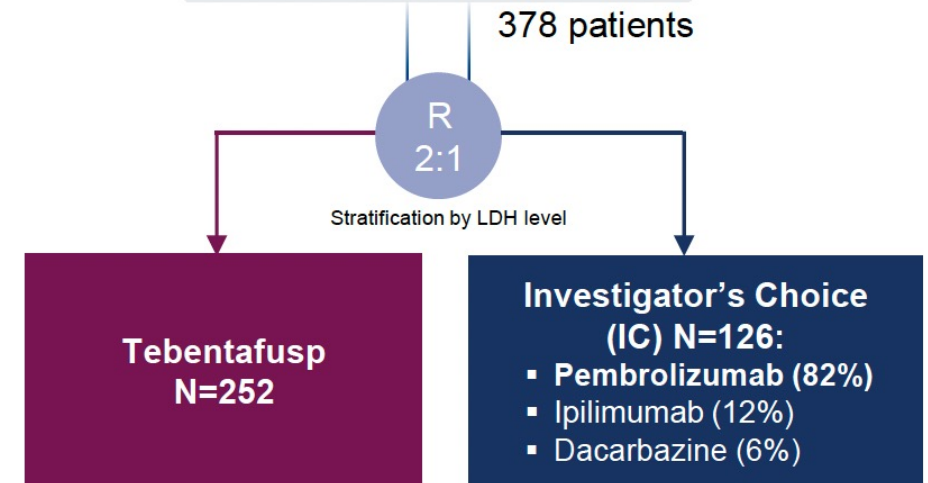 378 patients
R
2:1
Stratification by LDH level
Tebentafusp
N=252
Investigator’s Choice
(IC) N=126:
▪ Pembrolizumab (82%)
▪ Ipilimumab (12%)
▪ Dacarbazine (6%)